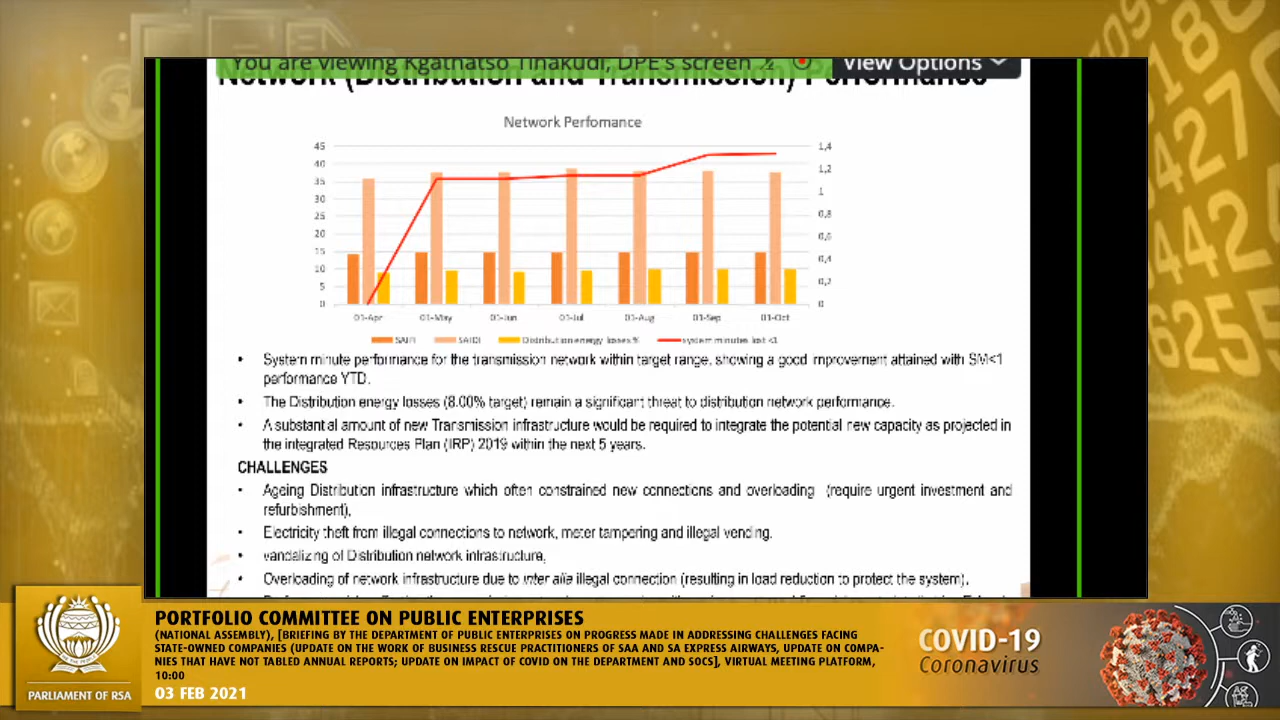 You are viewing Kgathatso Tlhakudi, DPE's screen
View Options
Network (Distribution and Transmission) Performance
Network Perfomance
45
40
35
30
25
20
15
10
5
0
1,4
1,2
1
0,8
0,6
0,4
0,2
0
01-Apr
01-May
01-Jun
01-Jul
01-Aug
01-Sep
01-Oct
SAIFI
SAIDI
Distribution energy losses %
system minutes lost <1
• System minute performance for the transmission network within target range, showing a good improvement attained with SM<1
performance YTD.
• The Distribution energy losses (8.00% target) remain a significant threat to distribution network performance.
• A substantial amount of new Transmission infrastructure would be required to integrate the potential new capacity as projected in
the integrated Resources Plan (IRP) 2019 within the next 5 years.
CHALLENGES
• Ageing Distribution infrastructure which often constrained new connections and overloading (require urgent investment and
refurbishment),
• Electricity theft from illegal connections to network, meter tampering and illegal vending.
• vandalizing of Distribution network infrastructure,
• Overloading of network infrastructure due to inter alia illegal connection (resulting in load reduction to protect the system).
PARLIAMENT OF RSA
PORTFOLIO COMMITTEE ON PUBLIC ENTERPRISES
(NATIONAL ASSEMBLY), [BRIEFING BY THE DEPARTMENT OF PUBLIC ENTERPRISES ON PROGRESS MADE IN ADDRESSING CHALLENGES FACING
STATE-OWNED COMPANIES (UPDATE ON THE WORK OF BUSINESS RESCUE PRACTITIONERS OF SAA AND SA EXPRESS AIRWAYS, UPDATE ON COMPA-
NIES THAT HAVE NOT TABLED ANNUAL REPORTS; UPDATE ON IMPACT OF COVID ON THE DEPARTMENT AND SOCS], VIRTUAL MEETING PLATFORM,
10:00
03 FEB 2021
COVID-19
Coronavirus